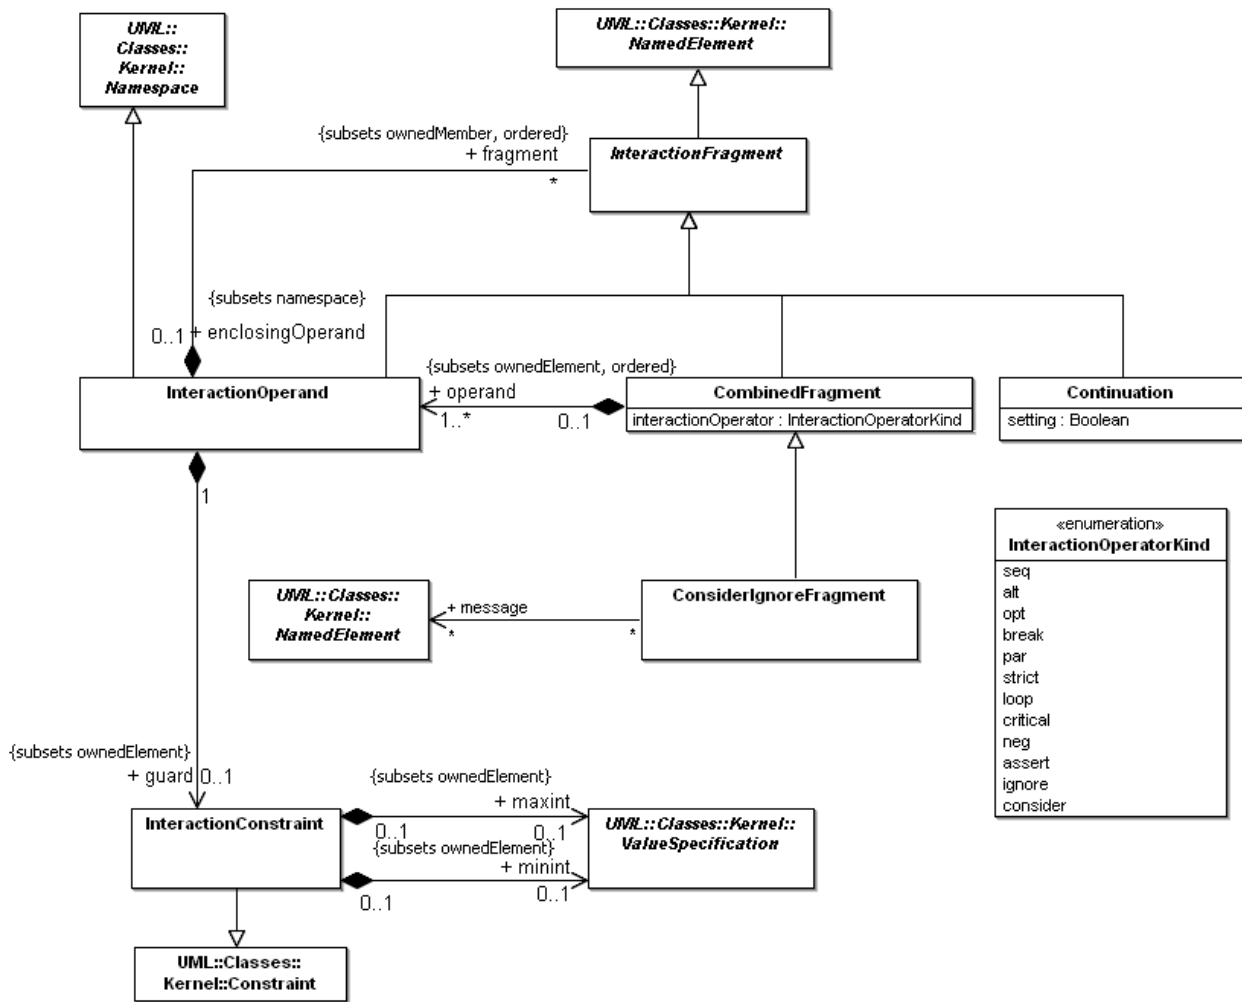 UML::
Classes::
Kernel::
Namespace
UML::Classes::Kernel::
NamedElement
{subsets ownedMember, ordered}
+ fragment
*
InteractionFragment
{subsets namespace}
0..1
+ enclosingOperand
InteractionOperand
{subsets ownedElement, ordered}
+ operand
1..*
0..1
CombinedFragment
interactionOperator : InteractionOperatorKind
Continuation
setting : Boolean
1
«enumeration»
InteractionOperatorKind
seq
alt
opt
break
par
strict
loop
critical
neg
assert
ignore
consider
UML::Classes::
Kernel::
NamedElement
+ message
*
*
ConsiderIgnoreFragment
{subsets ownedElement}
+ guard
0..1
InteractionConstraint
{subsets ownedElement}
+ maxint
0..1
0..1
{subsets ownedElement}
+ minint
0..1
0..1
UML::Classes::Kernel::
ValueSpecification
UML::Classes::
Kernel::Constraint